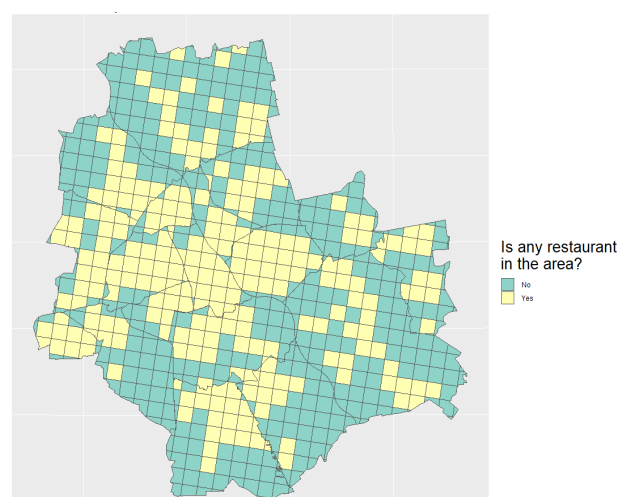 Is any restaurant
in the area?
No
Yes